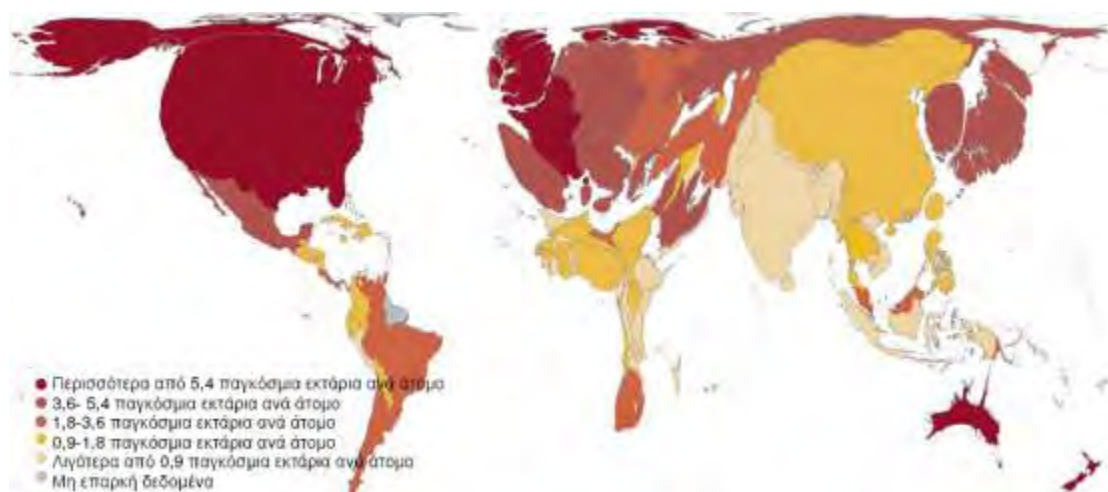 Περισσότερα από 5,4 παγκόσμια εκτάρια ανά άτομο
3,6- 5,4 παγκόσμια εκτάρια ανά άτομο
1,8-3,6 παγκόσμια εκτάρια ανά άτομο
0,9-1,8 παγκόσμια εκτάρια ανά άτομο
Λιγότερα από 0,9 παγκόσμια εκτάρια ανά άτομο
Μη επαρκή δεδομένα